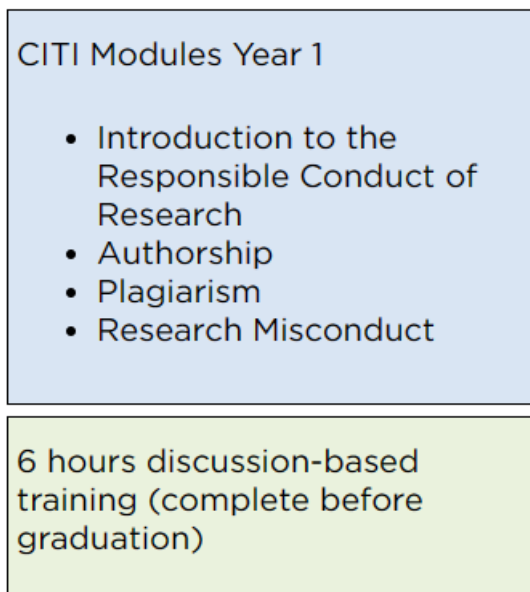 CITI Modules Year 1
• Introduction to the
Responsible Conduct of
Research
• Authorship
• Plagiarism
• Research Misconduct
6 hours discussion-based
training (complete before
graduation)